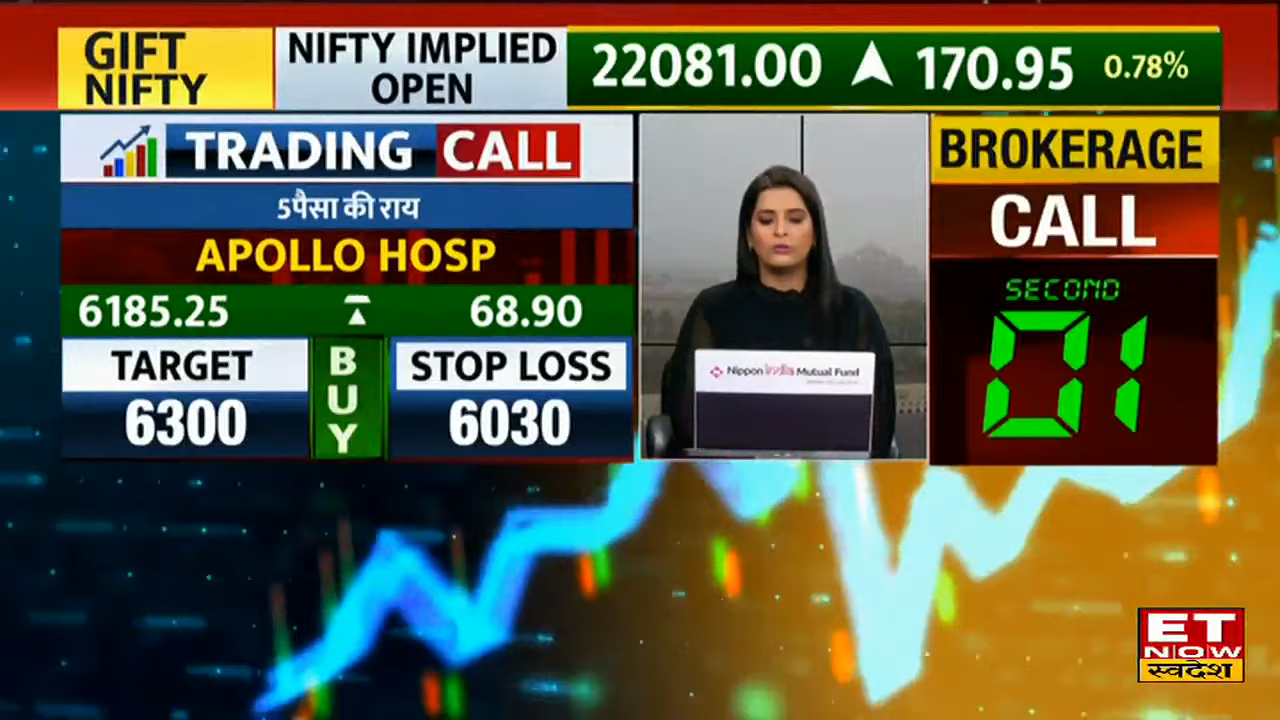 GIFT
NIFTY
NIFTY IMPLIED
OPEN
22081.00 ▲ 170.95 0.78%
TRADING CALL
5पैसा की राय
APOLLO HOSP
6185.25 68.90
TARGET
6300
BUY
STOP LOSS
6030
Nippon india Mutual Fund
BROKERAGE
CALL
SECOND
01
ET
NOW
स्वदेश